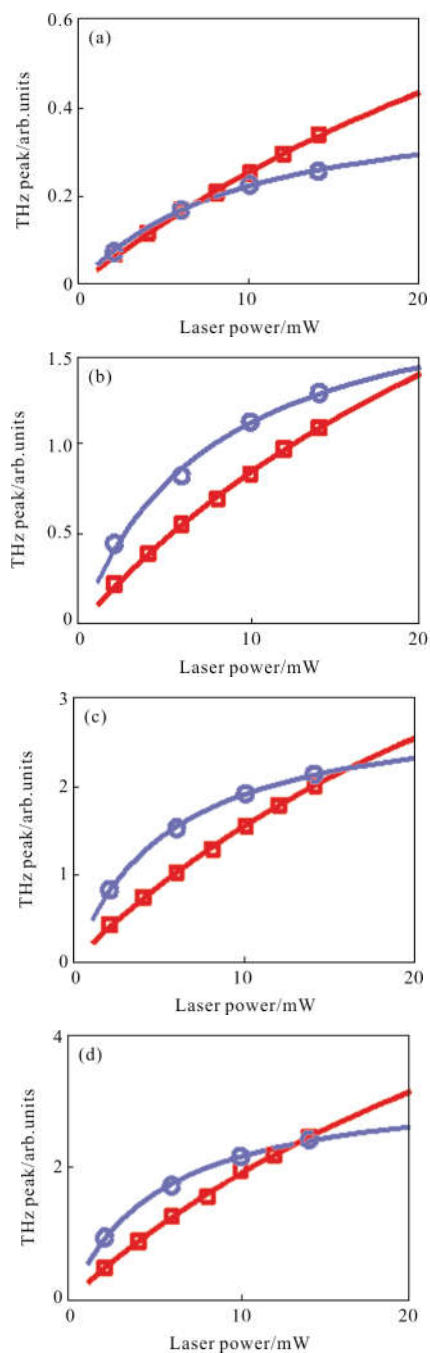 (a)
THz peak/arb.units
0.6
0.4
0.2
0
0
10
20
Laser power/mW
(b)
THz peak/arb.units
1.5
1.0
0.5
0
0
10
20
Laser power/mW
(c)
THz peak/arb.units
3
2
1
0
0
10
20
Laser power/mW
(d)
THz peak/arb.units
4
2
0
0
10
20
Laser power/mW